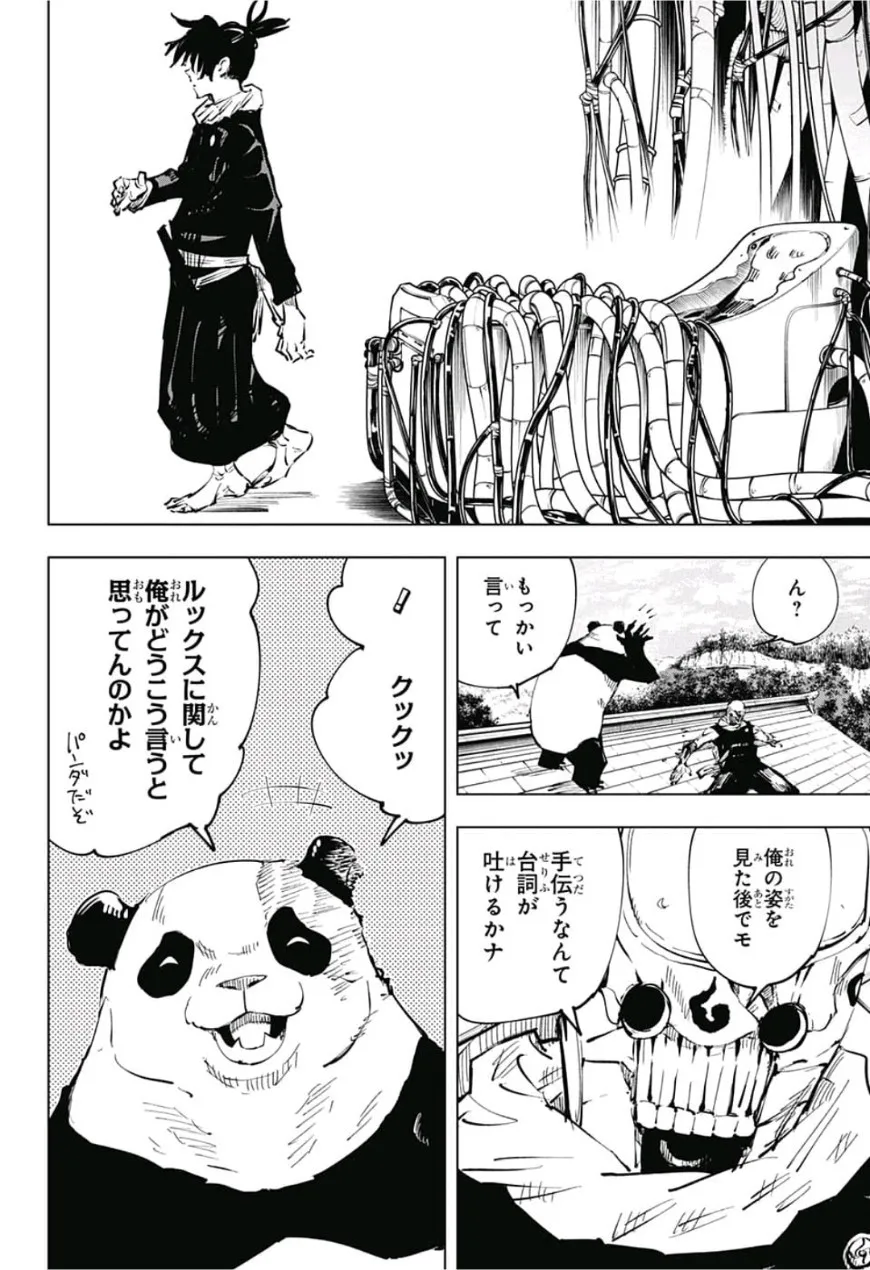 ん?
もっかい
言って
俺の姿を
見た後でモ
手伝うなんて
台詞が
吐けるかナ
! クックッ
ルックスに関して
俺がどうこう言うと
思ってんのかよ
パンダだぞ